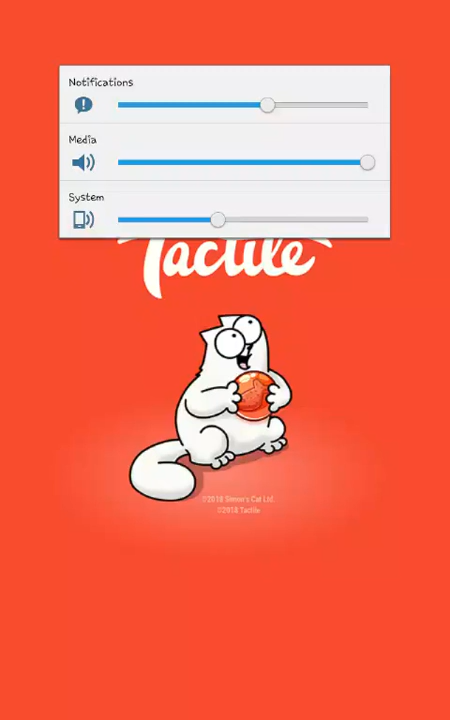 Notifications
Media
System
Tactile
©2018 Simon's Cat Ltd.
©2018 Tactile